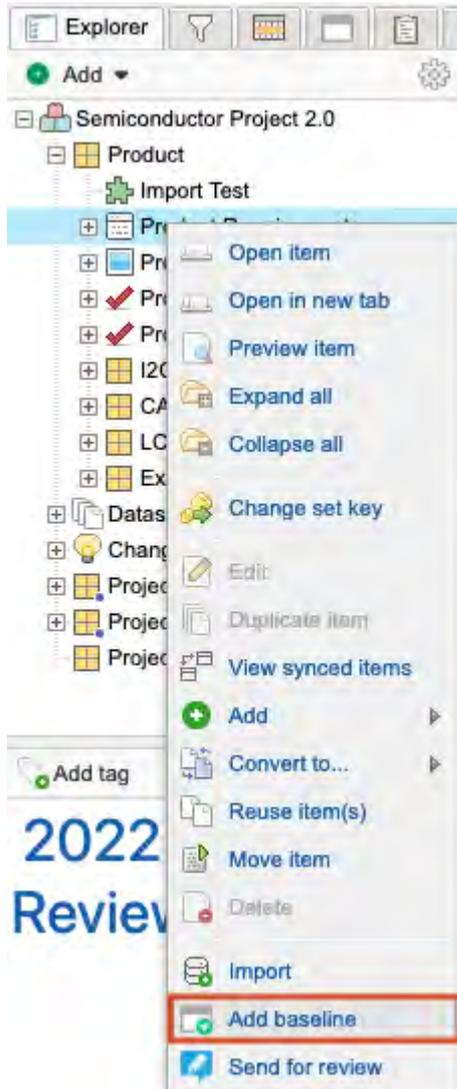 Explorer
Add
Semiconductor Project 2.0
Product
Import Test
Open item
Open in new tab
Preview item
Expand all
Collapse all
Change set key
Edit
Duplicate item
View synced items
Add
Convert to...
Reuse item(s)
Move item
Delete
Import
Add baseline
Send for review
Pr
Pr
Pr
I2C
CA
LC
Ex
Datas
Chang
Projec
Projec
Projec
Add tag
2022
Review